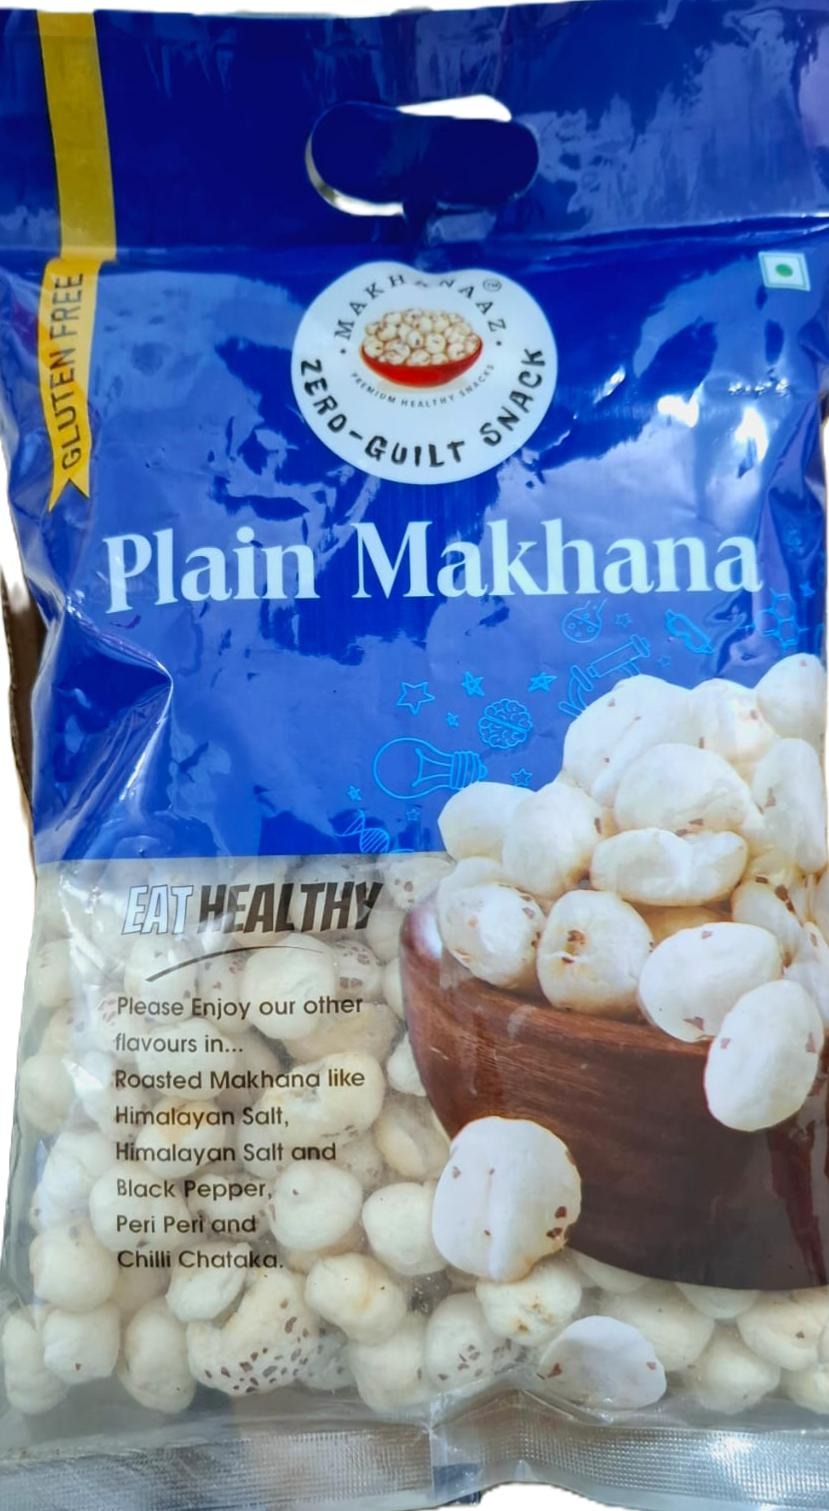 GLUTEN FREE
MAKHANAAZ®
PREMIUM HEALTHY SNACKS
ZERO-GUILT SNACK
Plain Makhana
EAT HEALTHY
Please Enjoy our other
flavours in...
Roasted Makhana like
Himalayan Salt,
Himalayan Salt and
Black Pepper,
Peri Peri and
Chilli Chataka.